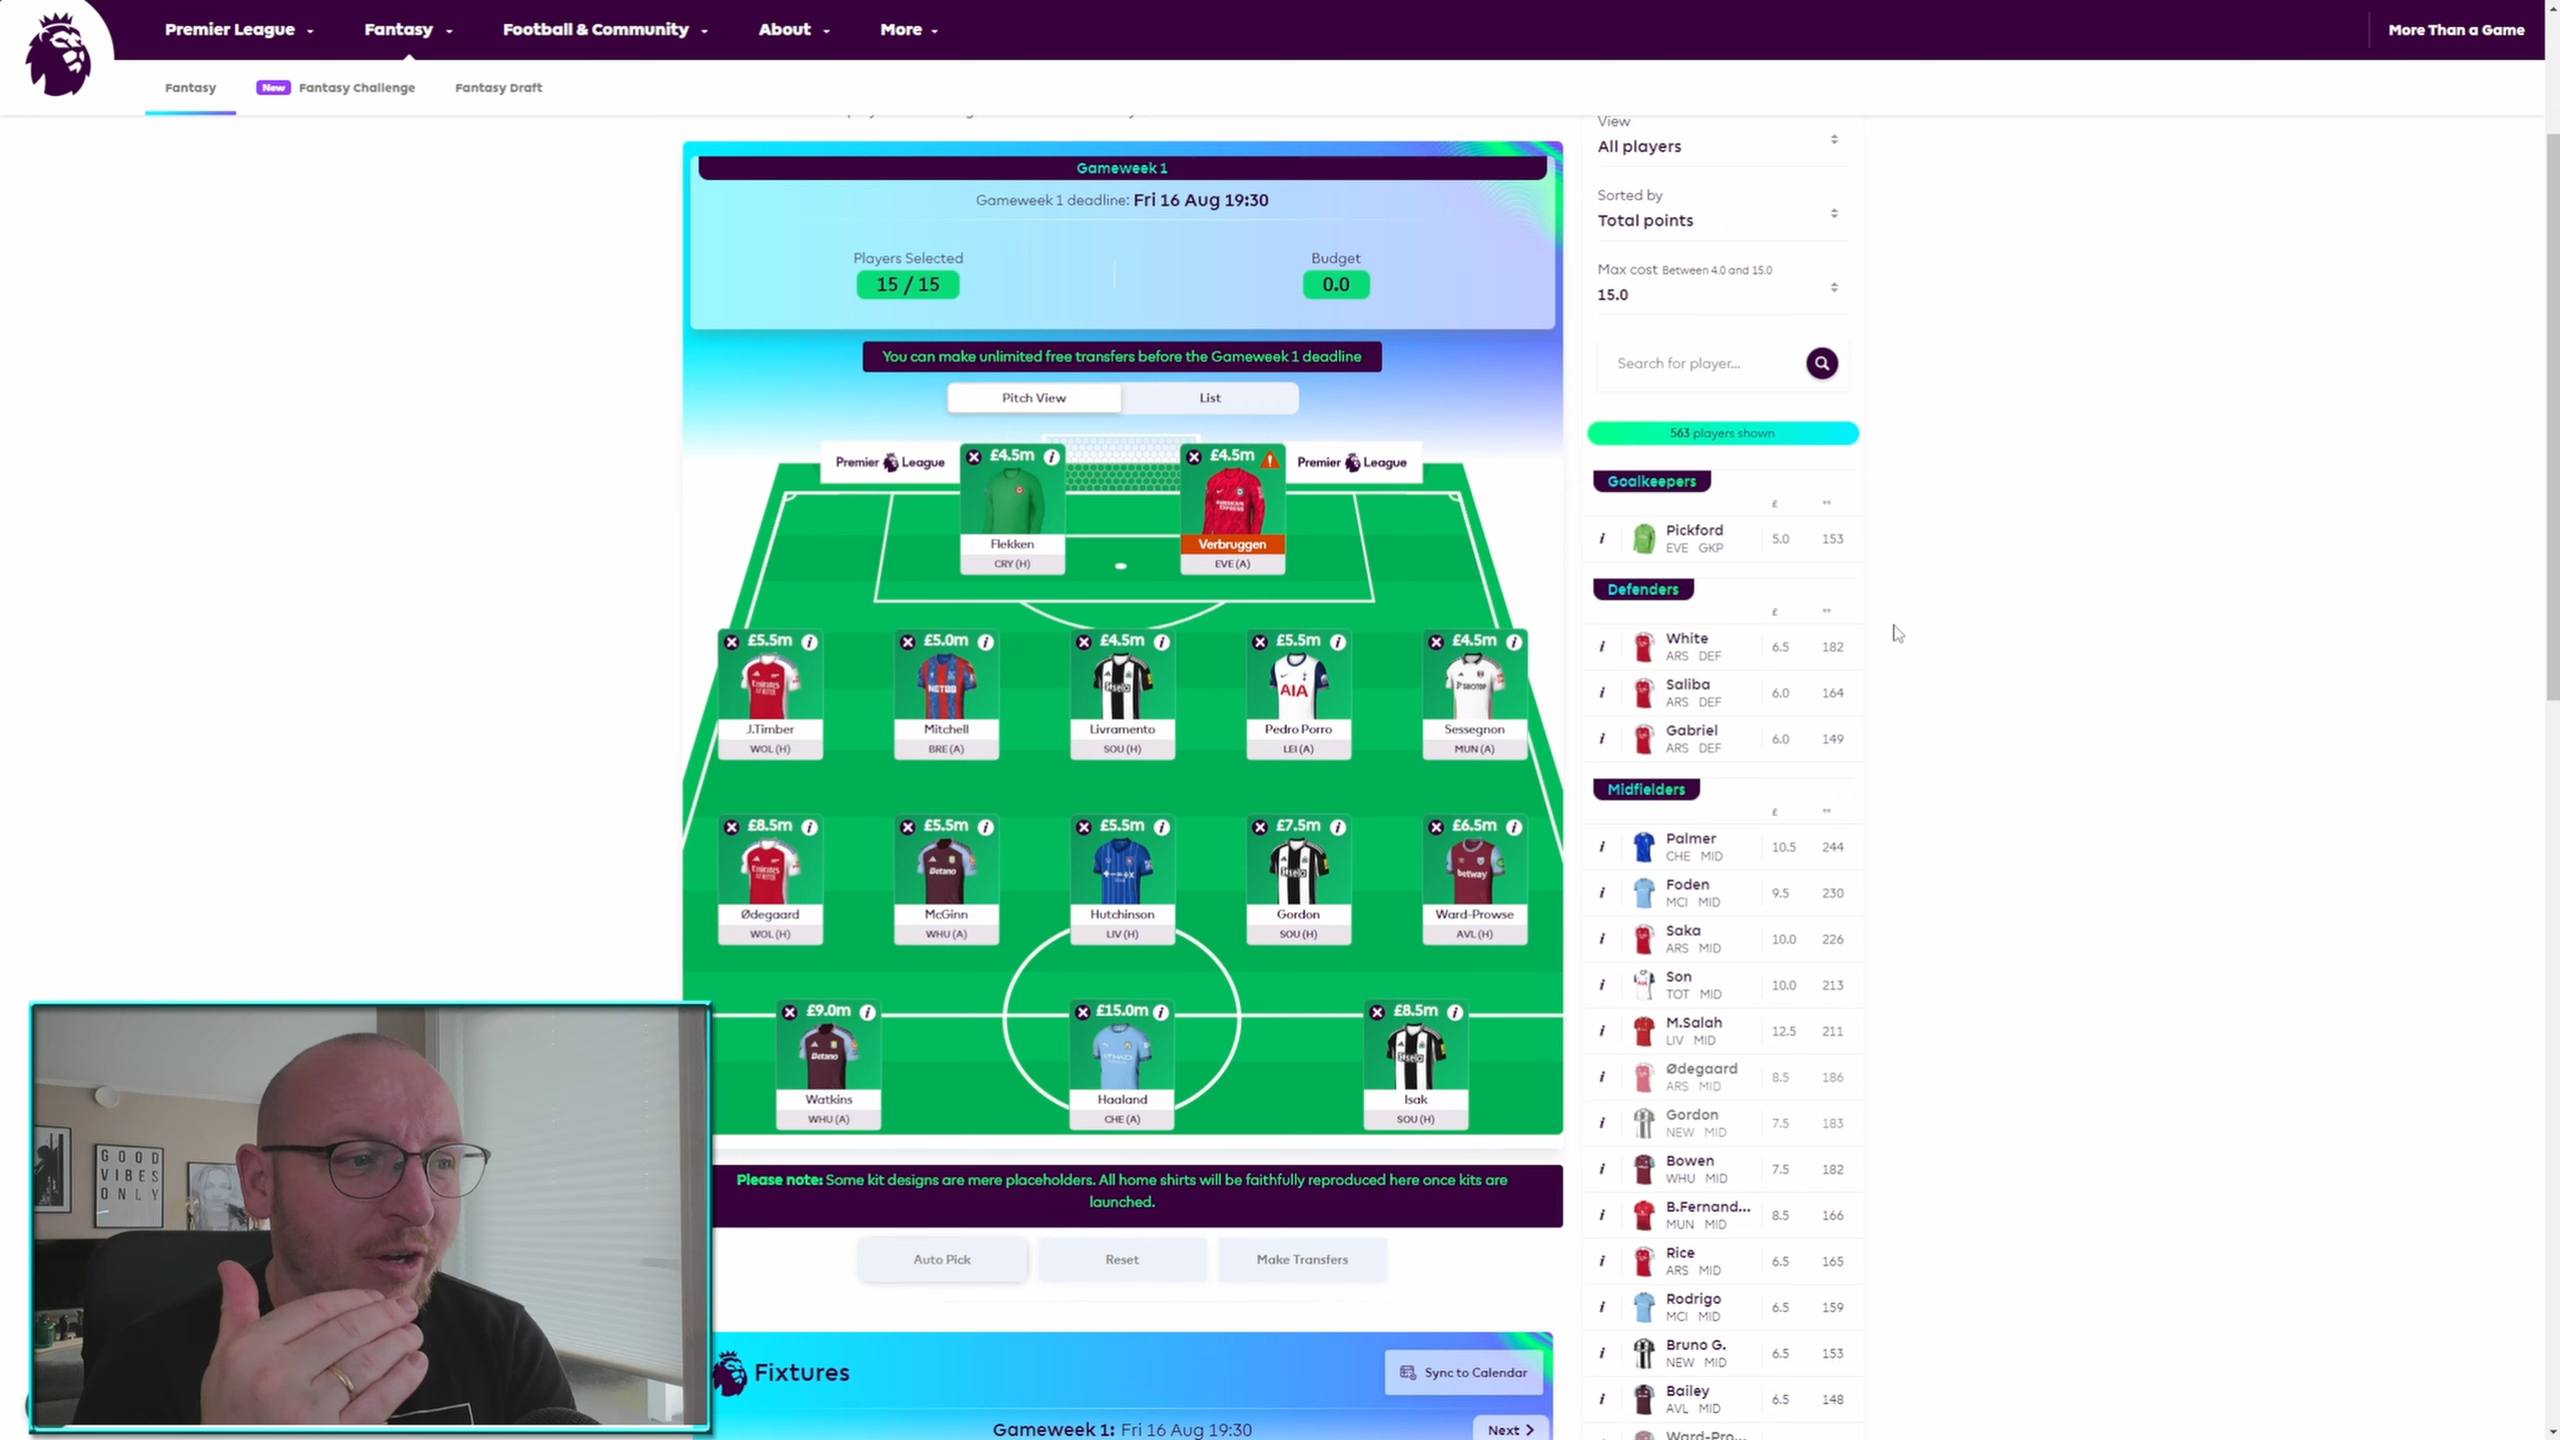 Premier League
Fantasy
Football & Community
About
More
More Than a Game
Fantasy
New Fantasy Challenge
Fantasy Draft
Gameweek 1
Gameweek 1 deadline: Fri 16 Aug 19:30
Players Selected
15 / 15
Budget
0.0
You can make unlimited free transfers before the Gameweek 1 deadline
Pitch View
List
Premier League
Premier League
£4.5m
Flekken
CRY (H)
£4.5m
AMERICAN EXPRESS
Verbruggen
EVE (A)
£5.5m
J.Timber
WOL (H)
£5.0m
Mitchell
BRE (A)
£4.5m
Livramento
SOU (H)
£5.5m
AIA
Pedro Porro
LEI (A)
£4.5m
Sessegnon
MUN (A)
£8.5m
Ødegaard
WOL (H)
£5.5m
Betano
McGinn
WHU (A)
£5.5m
Hutchinson
LIV (H)
£7.5m
sela
Gordon
SOU (H)
£6.5m
betway
Ward-Prowse
AVL (H)
£9.0m
Betano
Watkins
WHU (A)
£15.0m
Haaland
CHE (A)
£8.5m
sela
Isak
SOU (H)
Please note: Some kit designs are mere placeholders. All home shirts will be faithfully reproduced here once kits are
launched.
Auto Pick
Reset
Make Transfers
Fixtures
Sync to Calendar
Gameweek 1: Fri 16 Aug 19:30
Next
View
All players
Sorted by
Total points
Max cost Between 4.0 and 15.0
15.0
Search for player...
563 players shown
Goalkeepers
£ **
Pickford 5.0 153
EVE GKP
Defenders
£ **
White 6.5 182
ARS DEF
Saliba 6.0 164
ARS DEF
Gabriel 6.0 149
ARS DEF
Midfielders
£ **
Palmer 10.5 244
CHE MID
Foden 9.5 230
MCI MID
Saka 10.0 226
ARS MID
Son 10.0 213
TOT MID
M.Salah 12.5 211
LIV MID
Ødegaard 8.5 186
ARS MID
Gordon 7.5 183
NEW MID
Bowen 7.5 182
WHU MID
B.Fernand... 8.5 166
MUN MID
Rice 6.5 165
ARS MID
Rodrigo 6.5 159
MCI MID
Bruno G. 6.5 153
NEW MID
Bailey 6.5 148
AVL MID
Ward-Pro...
GOOD
VIBES
ONLY